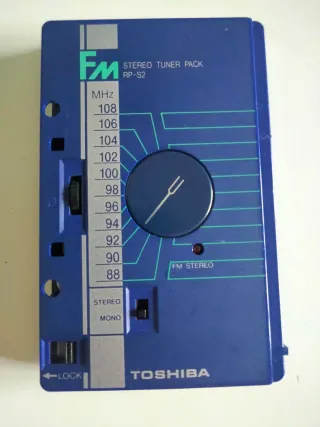 FM STEREO TUNER PACK
RP-S2
MHz
108
106
104
102
100
98
96
94
92
90
88
FM STEREO
STEREO
MONO
←LOCK
TOSHIBA